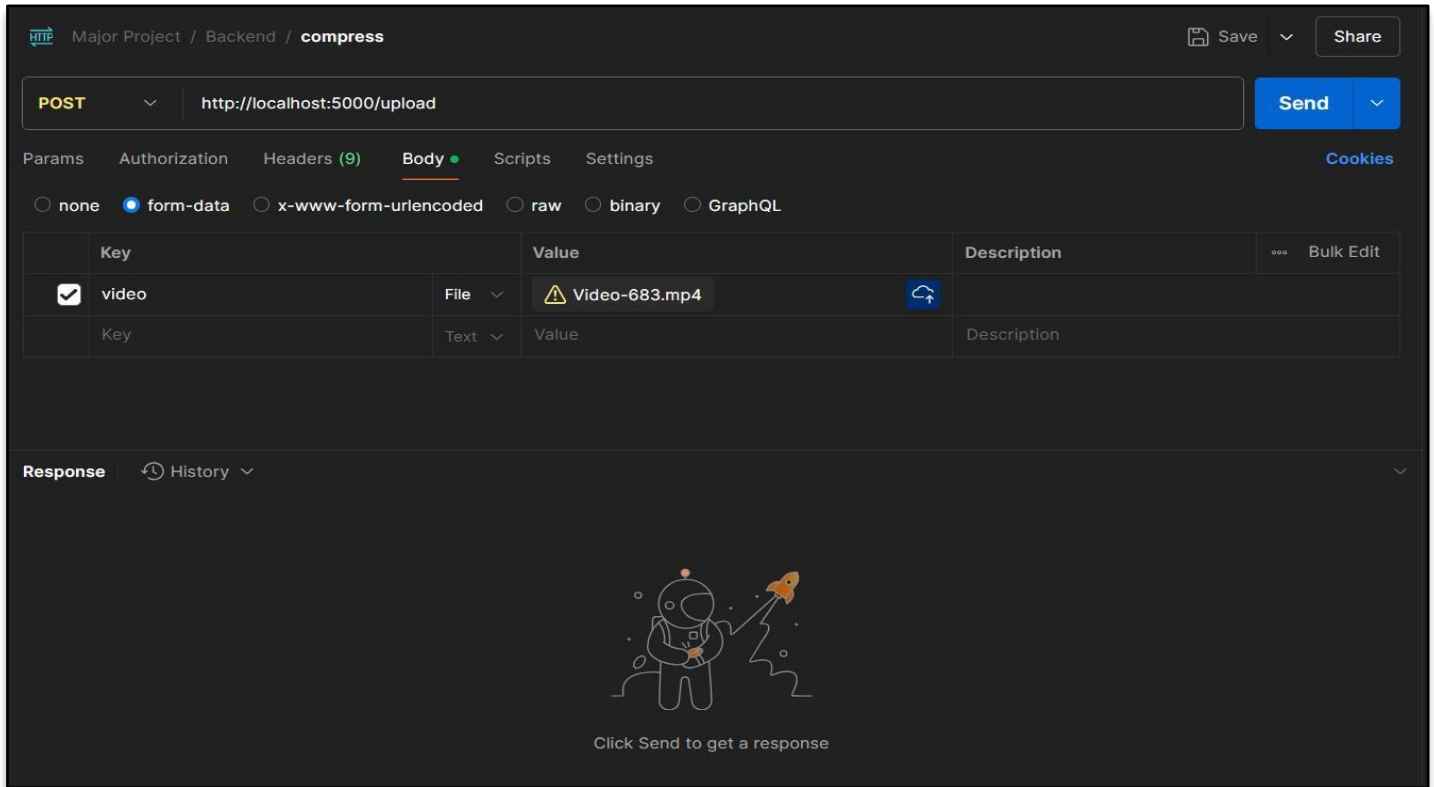 HTTP Major Project / Backend / compress Save Share
POST http://localhost:5000/upload Send
Params Authorization Headers (9) Body Scripts Settings Cookies
none form-data x-www-form-urlencoded raw binary GraphQL
Key Value Description Bulk Edit
video File Video-683.mp4
Key Text Value Description
Response History
Click Send to get a response